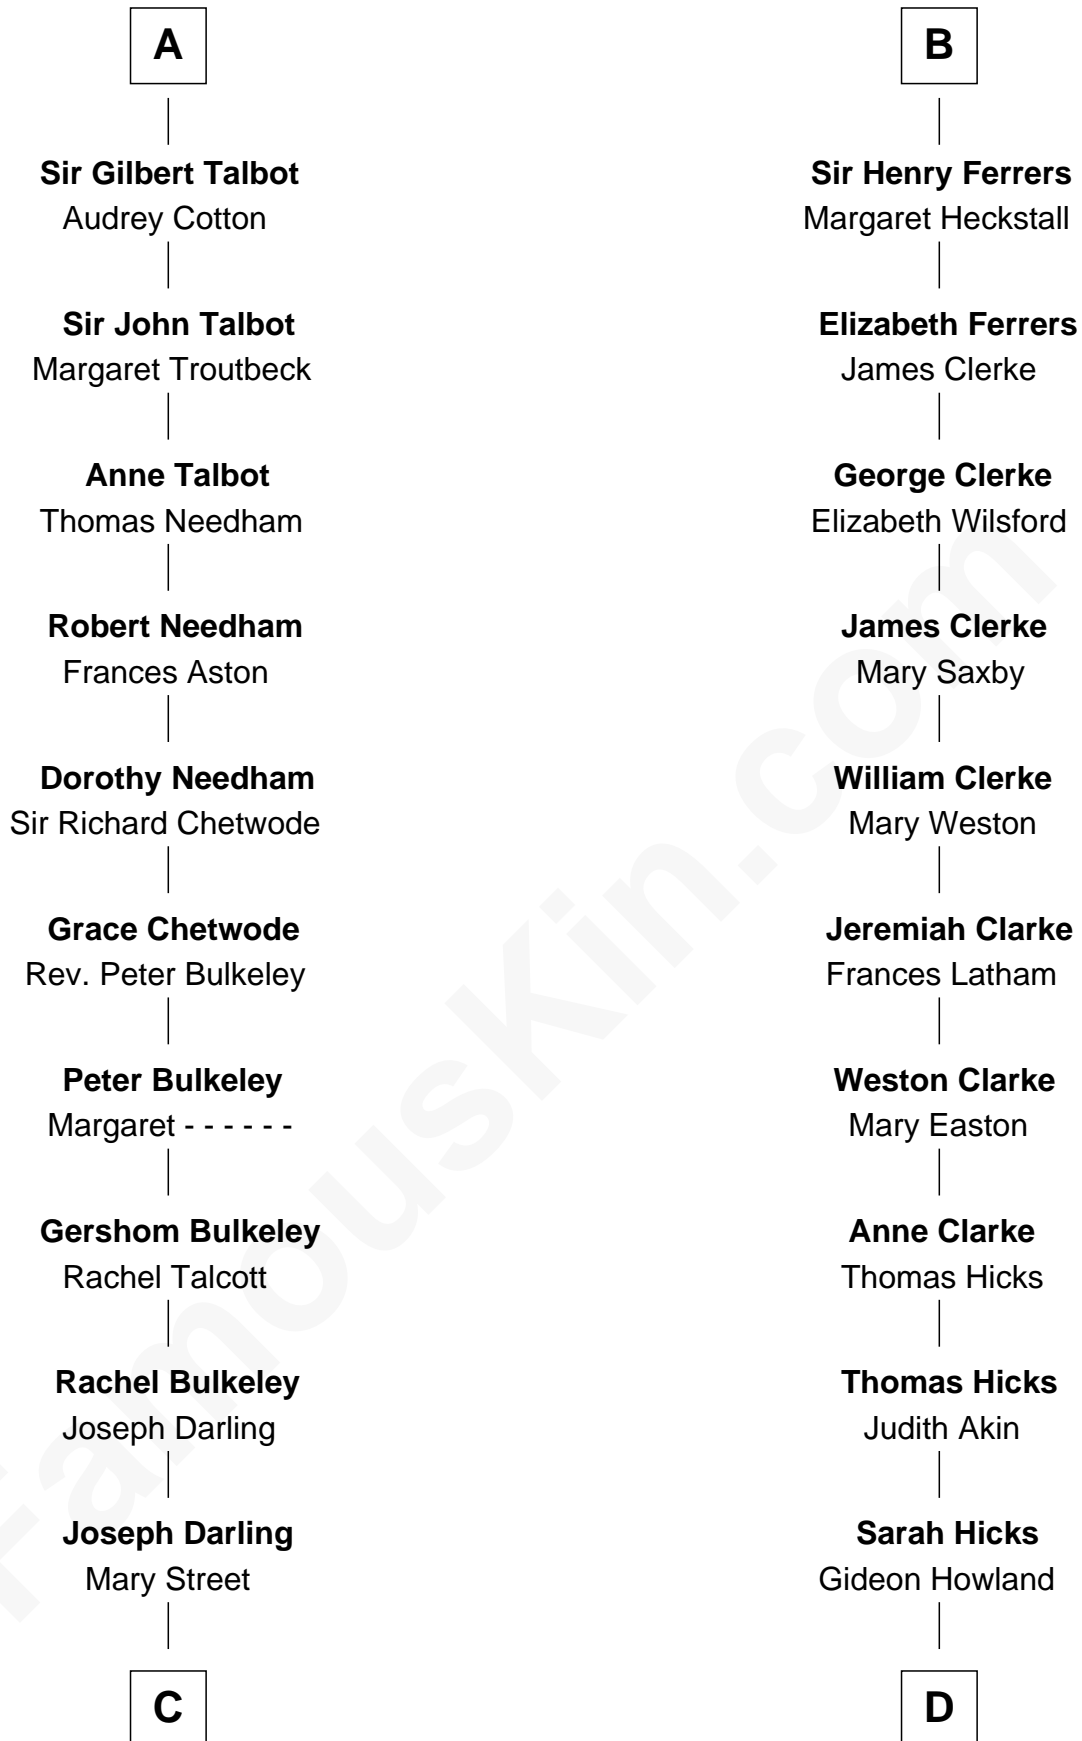 A
Sir Gilbert Talbot
Audrey Cotton
Sir John Talbot
Margaret Troutbeck
Anne Talbot
Thomas Needham
Robert Needham
Frances Aston
Dorothy Needham
Sir Richard Chetwode
Grace Chetwode
Rev. Peter Bulkeley
Peter Bulkeley
Margaret - - - - - -
Gershom Bulkeley
Rachel Talcott
Rachel Bulkeley
Joseph Darling
Joseph Darling
Mary Street
C
B
Sir Henry Ferrers
Margaret Heckstall
Elizabeth Ferrers
James Clerke
George Clerke
Elizabeth Wilsford
James Clerke
Mary Saxby
William Clerke
Mary Weston
Jeremiah Clarke
Frances Latham
Weston Clarke
Mary Easton
Anne Clarke
Thomas Hicks
Thomas Hicks
Judith Akin
Sarah Hicks
Gideon Howland
D
FamousKin.com